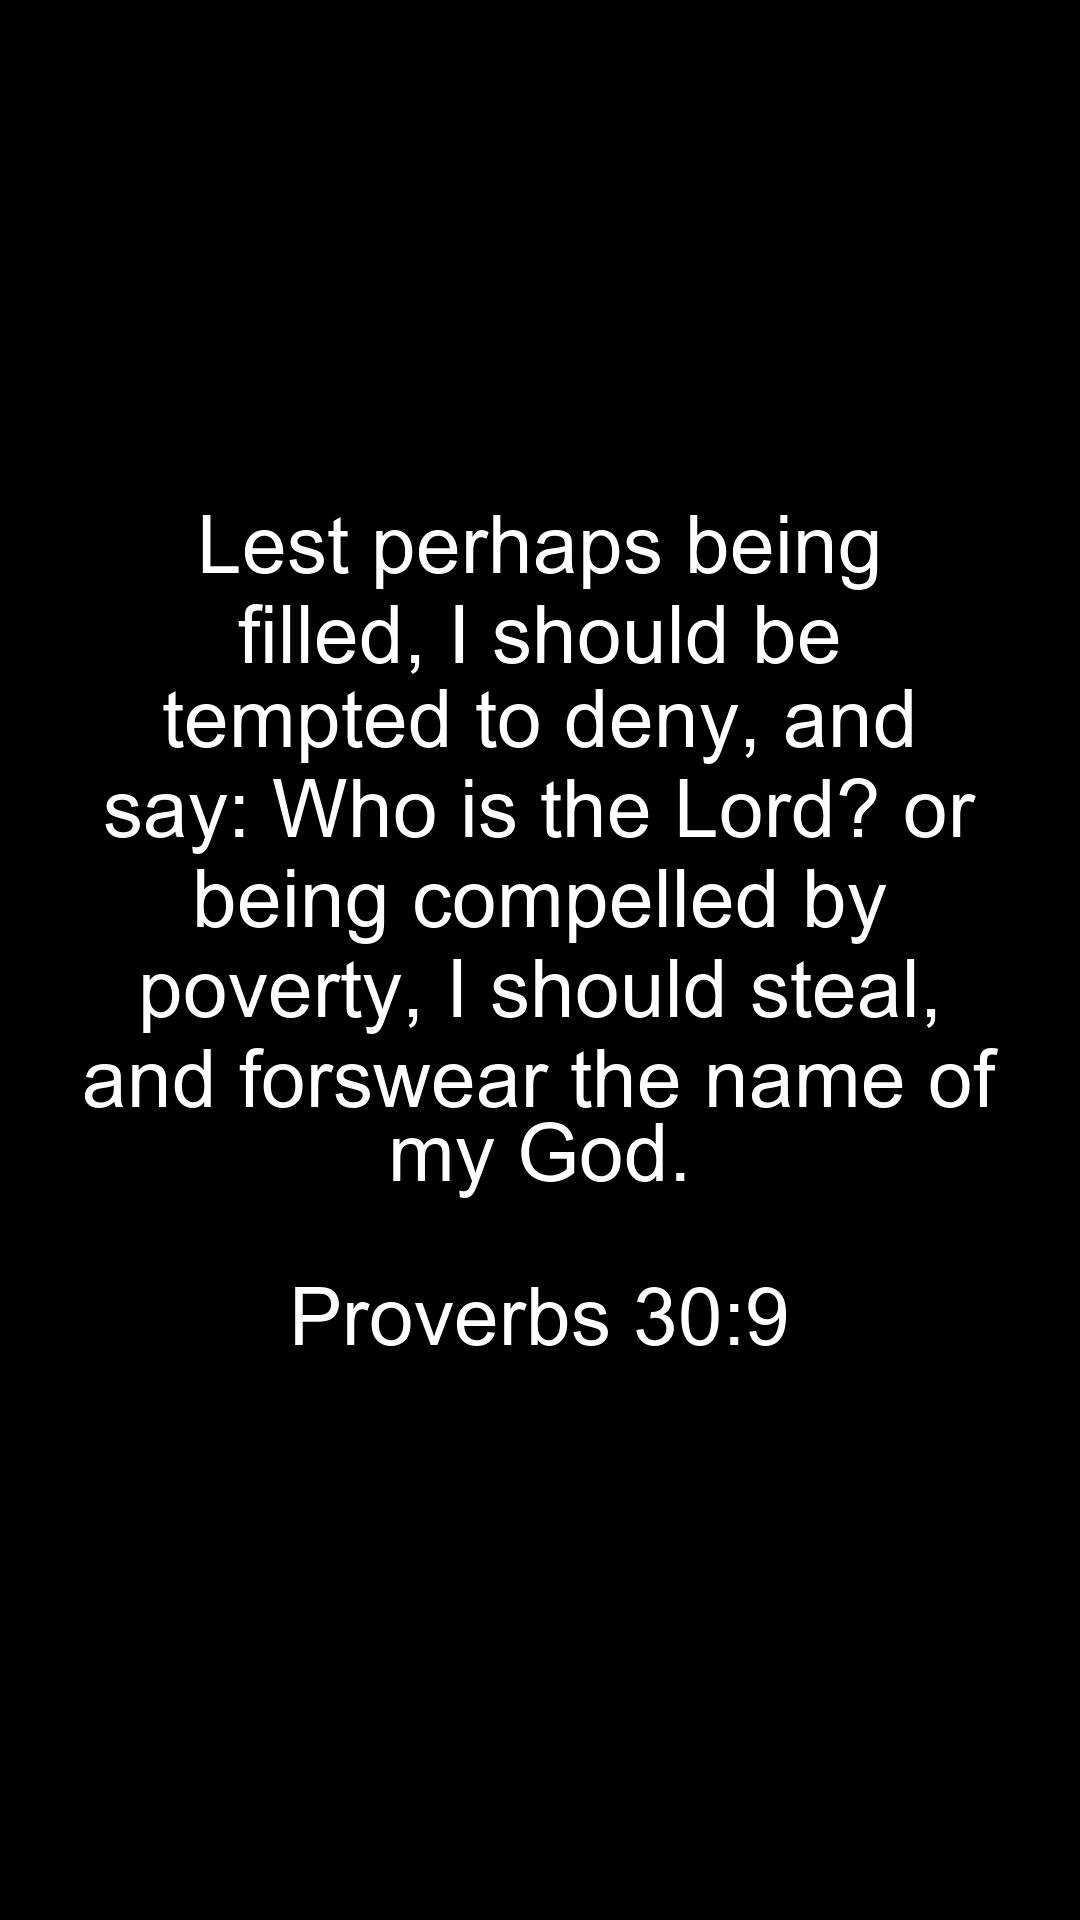 Lest perhaps being
filled, I should be
tempted to deny, and
say: Who is the Lord? or
being compelled by
poverty, I should steal,
and forswear the name of
my God.
Proverbs 30:9